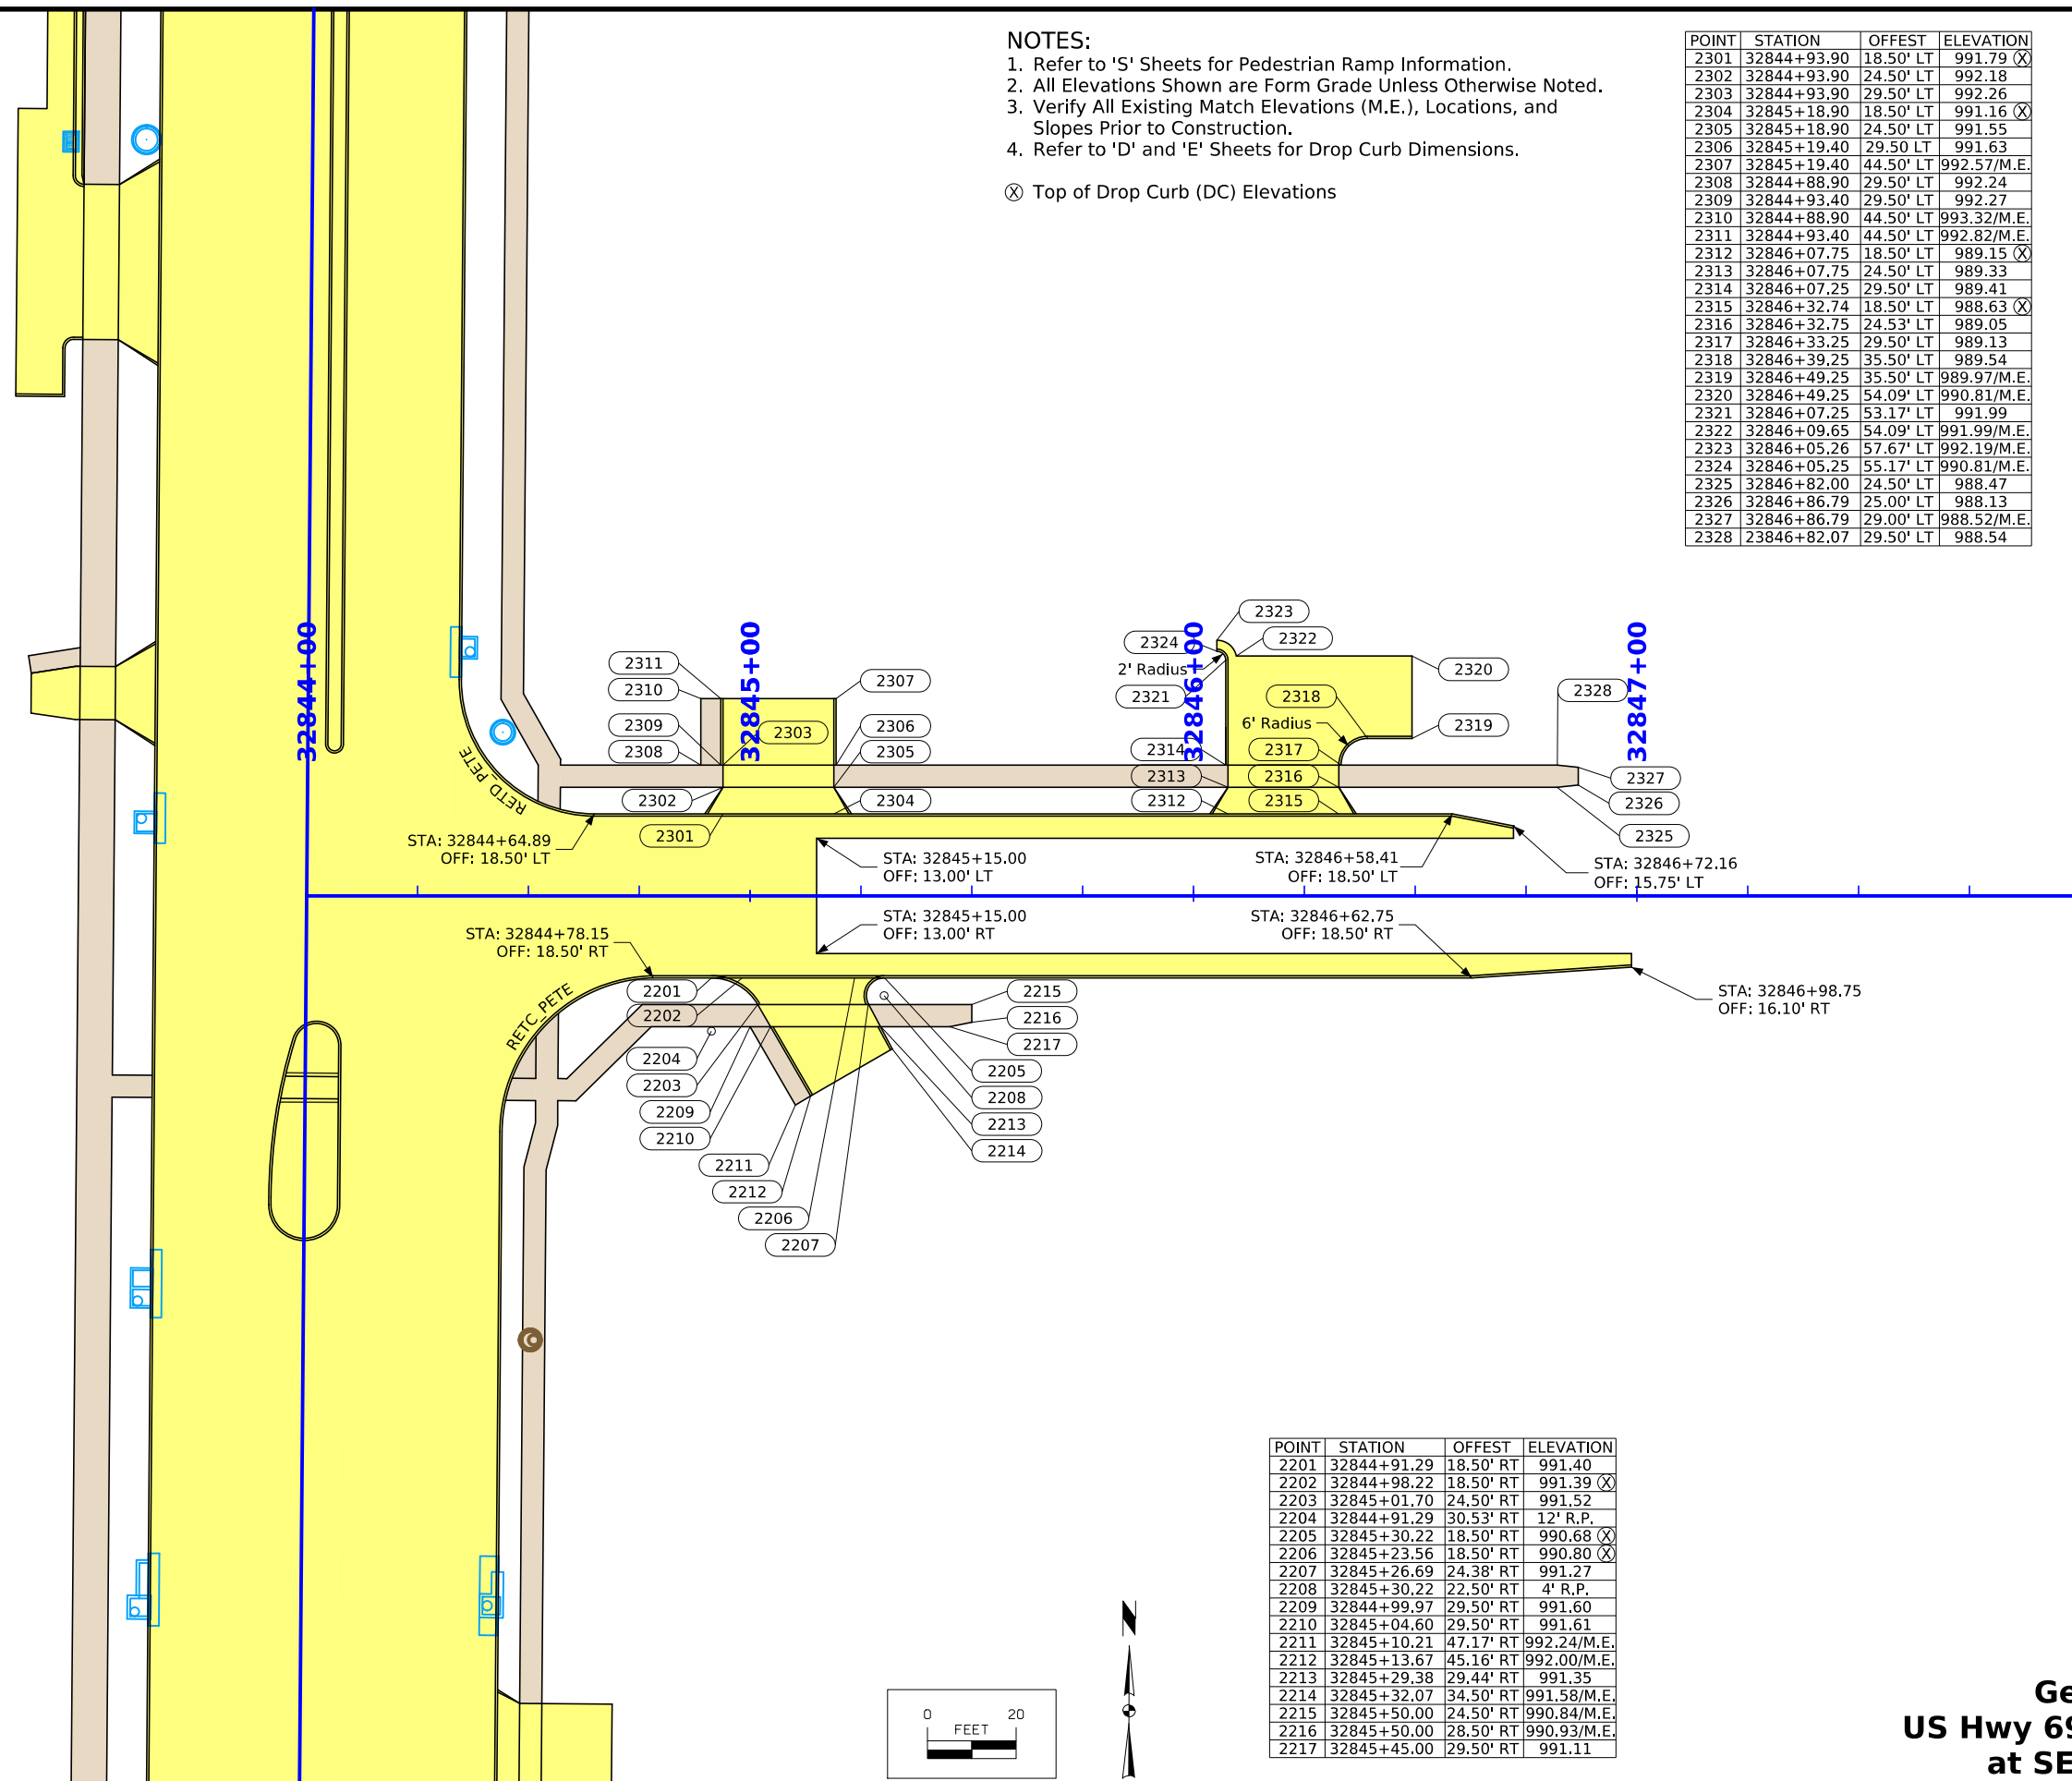 NOTES:
1. Refer to 'S' Sheets for Pedestrian Ramp Information.
2. All Elevations Shown are Form Grade Unless Otherwise Noted.
3. Verify All Existing Match Elevations (M.E.), Locations, and
Slopes Prior to Construction.
4. Refer to 'D' and 'E' Sheets for Drop Curb Dimensions.
Ⓧ Top of Drop Curb (DC) Elevations
POINT STATION OFFEST ELEVATION
2301 32844+93.90 18.50' LT 991.79 Ⓧ
2302 32844+93.90 24.50' LT 992.18
2303 32844+93.90 29.50' LT 992.26
2304 32845+18.90 18.50' LT 991.16 Ⓧ
2305 32845+18.90 24.50' LT 991.55
2306 32845+19.40 29.50 LT 991.63
2307 32845+19.40 44.50' LT 992.57/M.E.
2308 32844+88.90 29.50' LT 992.24
2309 32844+93.40 29.50' LT 992.27
2310 32844+88.90 44.50' LT 993.32/M.E.
2311 32844+93.40 44.50' LT 992.82/M.E.
2312 32846+07.75 18.50' LT 989.15 Ⓧ
2313 32846+07.75 24.50' LT 989.33
2314 32846+07.25 29.50' LT 989.41
2315 32846+32.74 18.50' LT 988.63 Ⓧ
2316 32846+32.75 24.53' LT 989.05
2317 32846+33.25 29.50' LT 989.13
2318 32846+39.25 35.50' LT 989.54
2319 32846+49.25 35.50' LT 989.97/M.E.
2320 32846+49.25 54.09' LT 990.81/M.E.
2321 32846+07.25 53.17' LT 991.99
2322 32846+09.65 54.09' LT 991.99/M.E.
2323 32846+05.26 57.67' LT 992.19/M.E.
2324 32846+05.25 55.17' LT 990.81/M.E.
2325 32846+82.00 24.50' LT 988.47
2326 32846+86.79 25.00' LT 988.13
2327 32846+86.79 29.00' LT 988.52/M.E.
2328 23846+82.07 29.50' LT 988.54
32844+00
32845+00
32846+00
32847+00
2311
2310
2309
2308
2302
2301
2303
2307
2306
2305
2304
2323
2324
2322
2' Radius
2321
2318
6' Radius
2314
2317
2313
2316
2312
2315
2320
2319
2328
2327
2326
2325
RETD_PETE
STA: 32844+64.89
OFF: 18.50' LT
STA: 32845+15.00
OFF: 13.00' LT
STA: 32846+58.41
OFF: 18.50' LT
STA: 32846+72.16
OFF: 15.75' LT
STA: 32844+78.15
OFF: 18.50' RT
STA: 32845+15.00
OFF: 13.00' RT
STA: 32846+62.75
OFF: 18.50' RT
STA: 32846+98.75
OFF: 16.10' RT
RETC_PETE
2201
2202
2204
2203
2209
2210
2211
2212
2206
2207
2215
2216
2217
2205
2208
2213
2214
POINT STATION OFFEST ELEVATION
2201 32844+91.29 18.50' RT 991.40
2202 32844+98.22 18.50' RT 991.39 Ⓧ
2203 32845+01.70 24.50' RT 991.52
2204 32844+91.29 30.53' RT 12' R.P.
2205 32845+30.22 18.50' RT 990.68 Ⓧ
2206 32845+23.56 18.50' RT 990.80 Ⓧ
2207 32845+26.69 24.38' RT 991.27
2208 32845+30.22 22.50' RT 4' R.P.
2209 32844+99.97 29.50' RT 991.60
2210 32845+04.60 29.50' RT 991.61
2211 32845+10.21 47.17' RT 992.24/M.E.
2212 32845+13.67 45.16' RT 992.00/M.E.
2213 32845+29.38 29.44' RT 991.35
2214 32845+32.07 34.50' RT 991.58/M.E.
2215 32845+50.00 24.50' RT 990.84/M.E.
2216 32845+50.00 28.50' RT 990.93/M.E.
2217 32845+45.00 29.50' RT 991.11
N
0 20
FEET
Ge
US Hwy 69
at SE